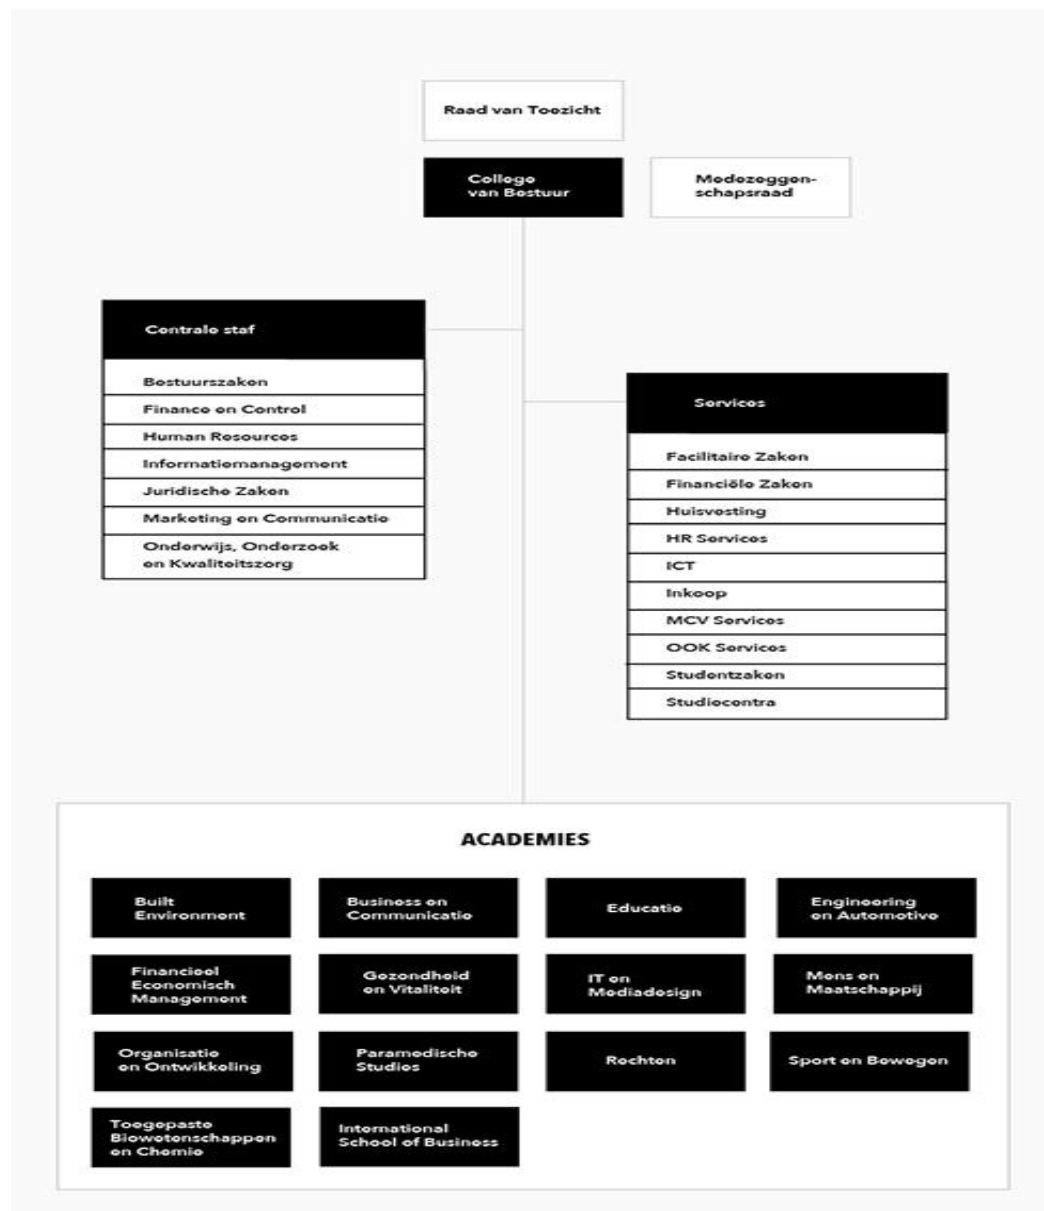 Raad van Toezicht
College
van Bestuur
Medezeggen-
schapsraad
Centrale staf
Bestuurszaken
Finance en Control
Human Resources
Informatiemanagement
Juridische Zaken
Marketing en Communicatie
Onderwijs, Onderzoek
en Kwaliteitszorg
Services
Facilitaire Zaken
Financiële Zaken
Huisvesting
HR Services
ICT
Inkoop
MCV Services
OOK Services
Studentzaken
Studiecentra
ACADEMIES
Built
Environment
Business en
Communicatie
Educatie
Engineering
en Automotive
Financieel
Economisch
Management
Gezondheid
en Vitaliteit
IT en
Mediadesign
Mens en
Maatschappij
Organisatie
en Ontwikkeling
Paramedische
Studies
Rechten
Sport en Bewegen
Toegepaste
Biowetenschappen
en Chemie
International
School of Business